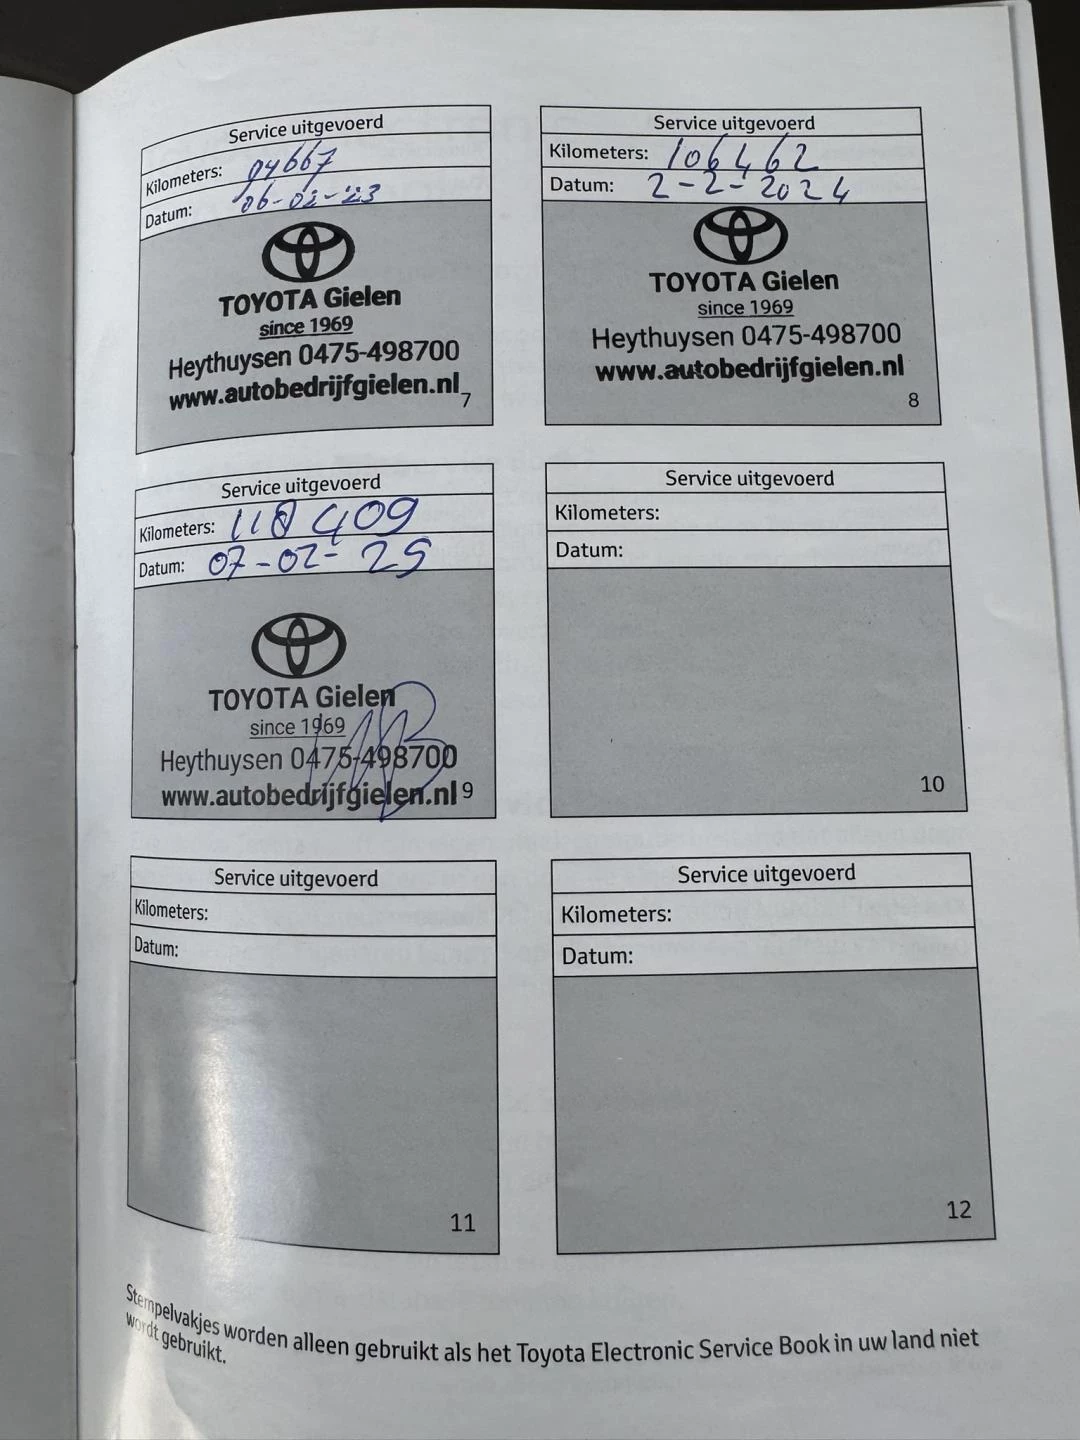 Service uitgevoerd
Kilometers: 94667
Datum: 06-02-23
TOYOTA Gielen
since 1969
Heythuysen 0475-498700
www.autobedrijfgielen.nl
7
Service uitgevoerd
Kilometers: 106462
Datum: 2-2-2024
TOYOTA Gielen
since 1969
Heythuysen 0475-498700
www.autobedrijfgielen.nl
8
Service uitgevoerd
Kilometers: 118409
Datum: 07-02-25
TOYOTA Gielen
since 1969
Heythuysen 0475-498700
www.autobedrijfgielen.nl
9
Service uitgevoerd
Kilometers:
Datum:
10
Service uitgevoerd
Kilometers:
Datum:
11
Service uitgevoerd
Kilometers:
Datum:
12
Stempelvakjes worden alleen gebruikt als het Toyota Electronic Service Book in uw land niet
wordt gebruikt.